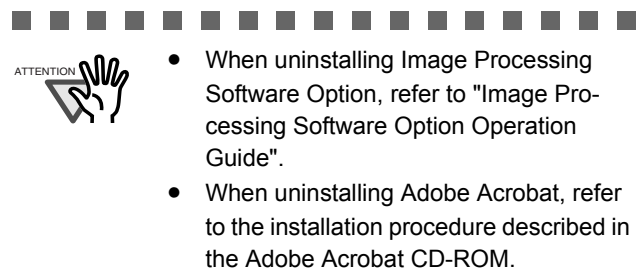 ATTENTION
● When uninstalling Image Processing
Software Option, refer to "Image Pro-
cessing Software Option Operation
Guide".
● When uninstalling Adobe Acrobat, refer
to the installation procedure described in
the Adobe Acrobat CD-ROM.